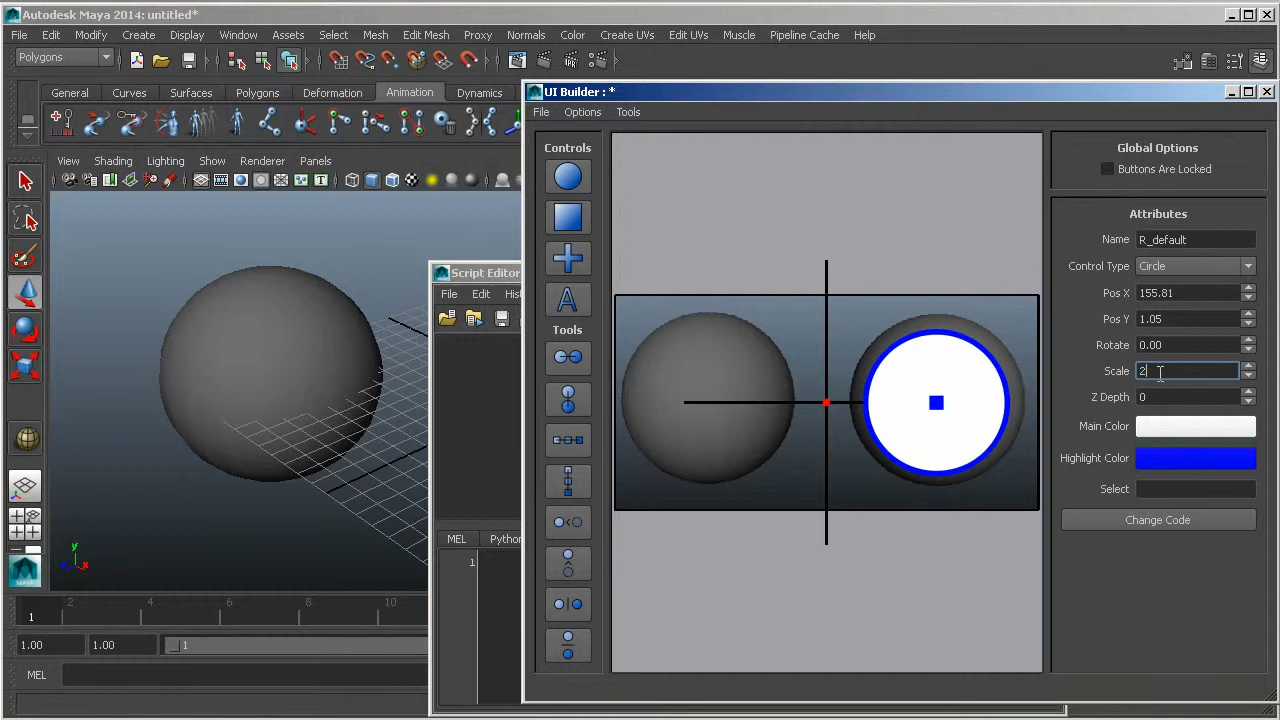 Autodesk Maya 2014: untitled*
File Edit Modify Create Display Window Assets Select Mesh Edit Mesh Proxy Normals Color Create UVs Edit UVs Muscle Pipeline Cache Help
Polygons
General Curves Surfaces Polygons Deformation Animation Dynamics
View Shading Lighting Show Renderer Panels
UI Builder : *
File Options Tools
Controls
A
Tools
Global Options
Buttons Are Locked
Attributes
Name R_default
Control Type Circle
Pos X 155.81
Pos Y 1.05
Rotate 0.00
Scale 2
Z Depth 0
Main Color
Highlight Color
Select
Change Code
Script Editor
File Edit Hist
MEL Python
1
y
z x
MAYA
1 2 4 6 8 10
1.00 1.00 1
MEL